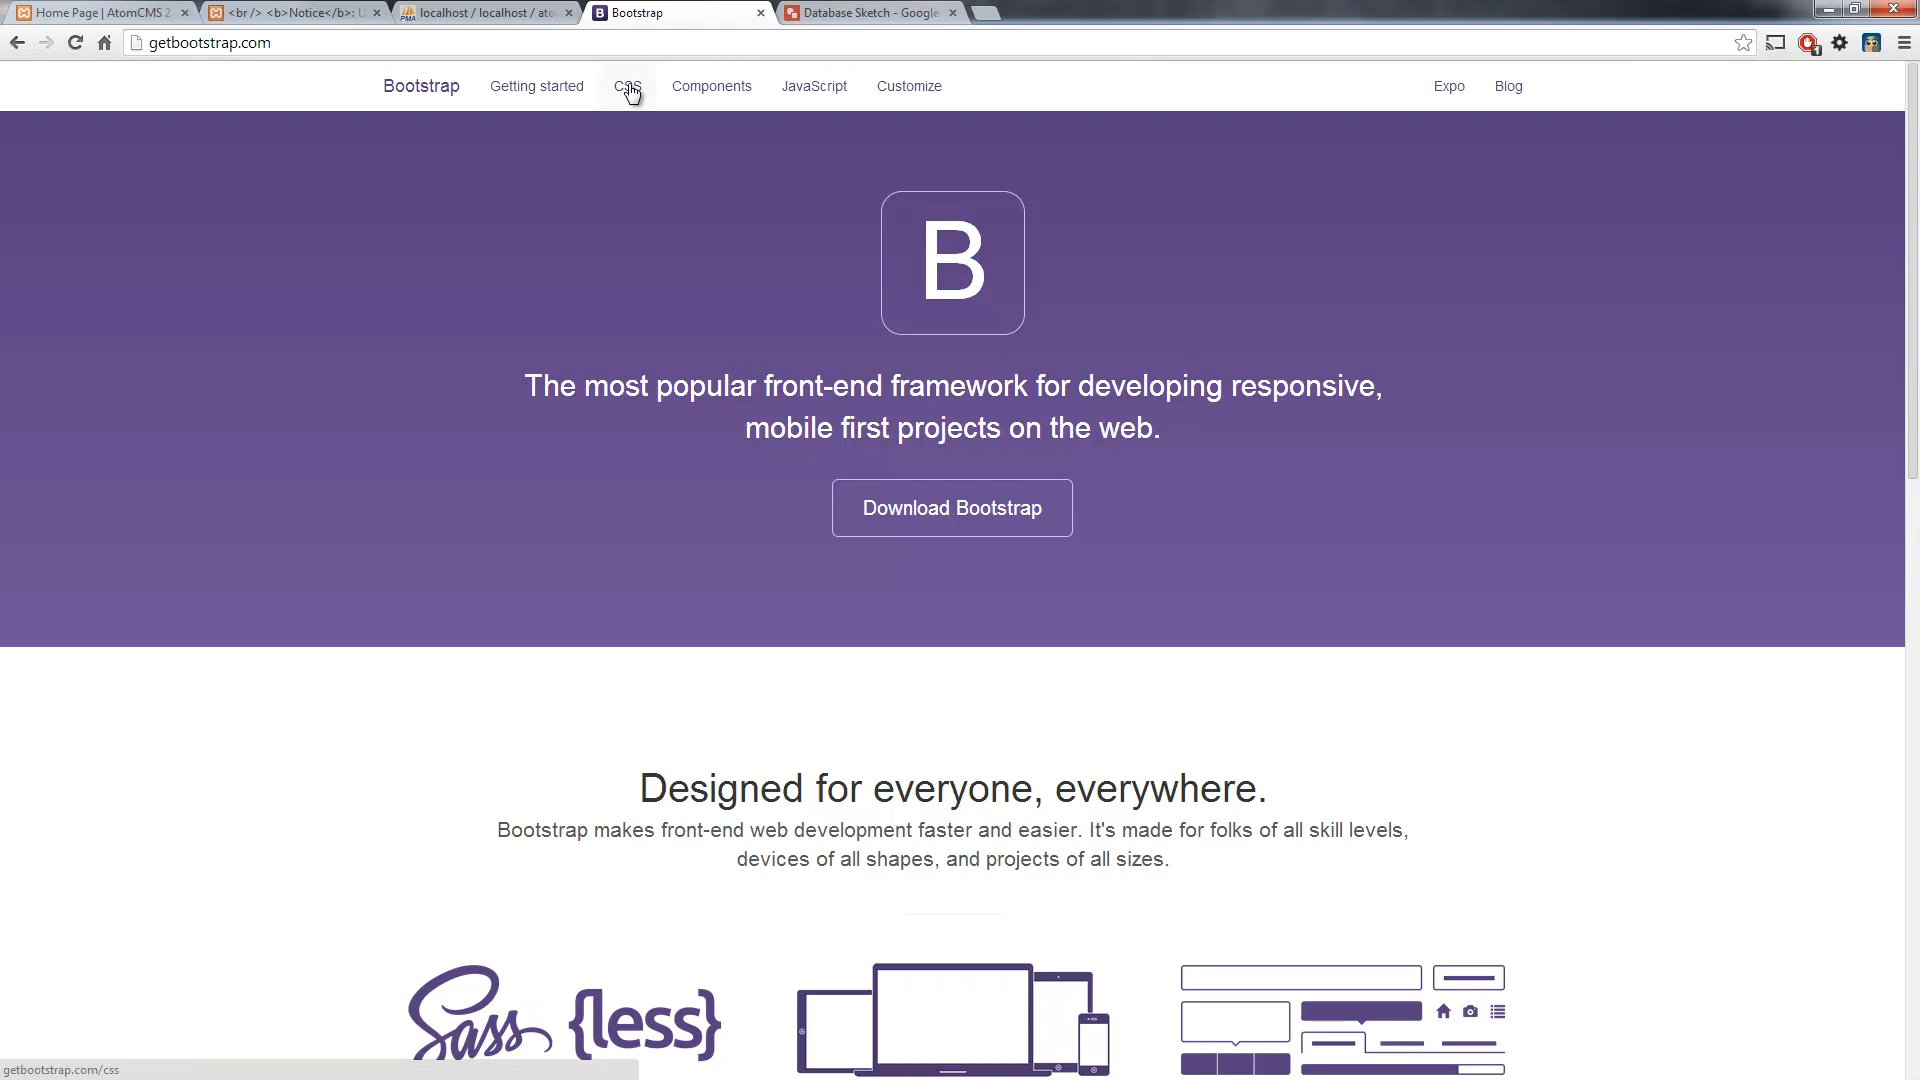 Home Page | AtomCMS 2
<br /> <b>Notice</b>: U
localhost / localhost / ato
Bootstrap
Database Sketch - Google
getbootstrap.com
Bootstrap
Getting started
CSS
Components
JavaScript
Customize
Expo
Blog
B
The most popular front-end framework for developing responsive,
mobile first projects on the web.
Download Bootstrap
Designed for everyone, everywhere.
Bootstrap makes front-end web development faster and easier. It's made for folks of all skill levels,
devices of all shapes, and projects of all sizes.
Sass {less}
getbootstrap.com/css